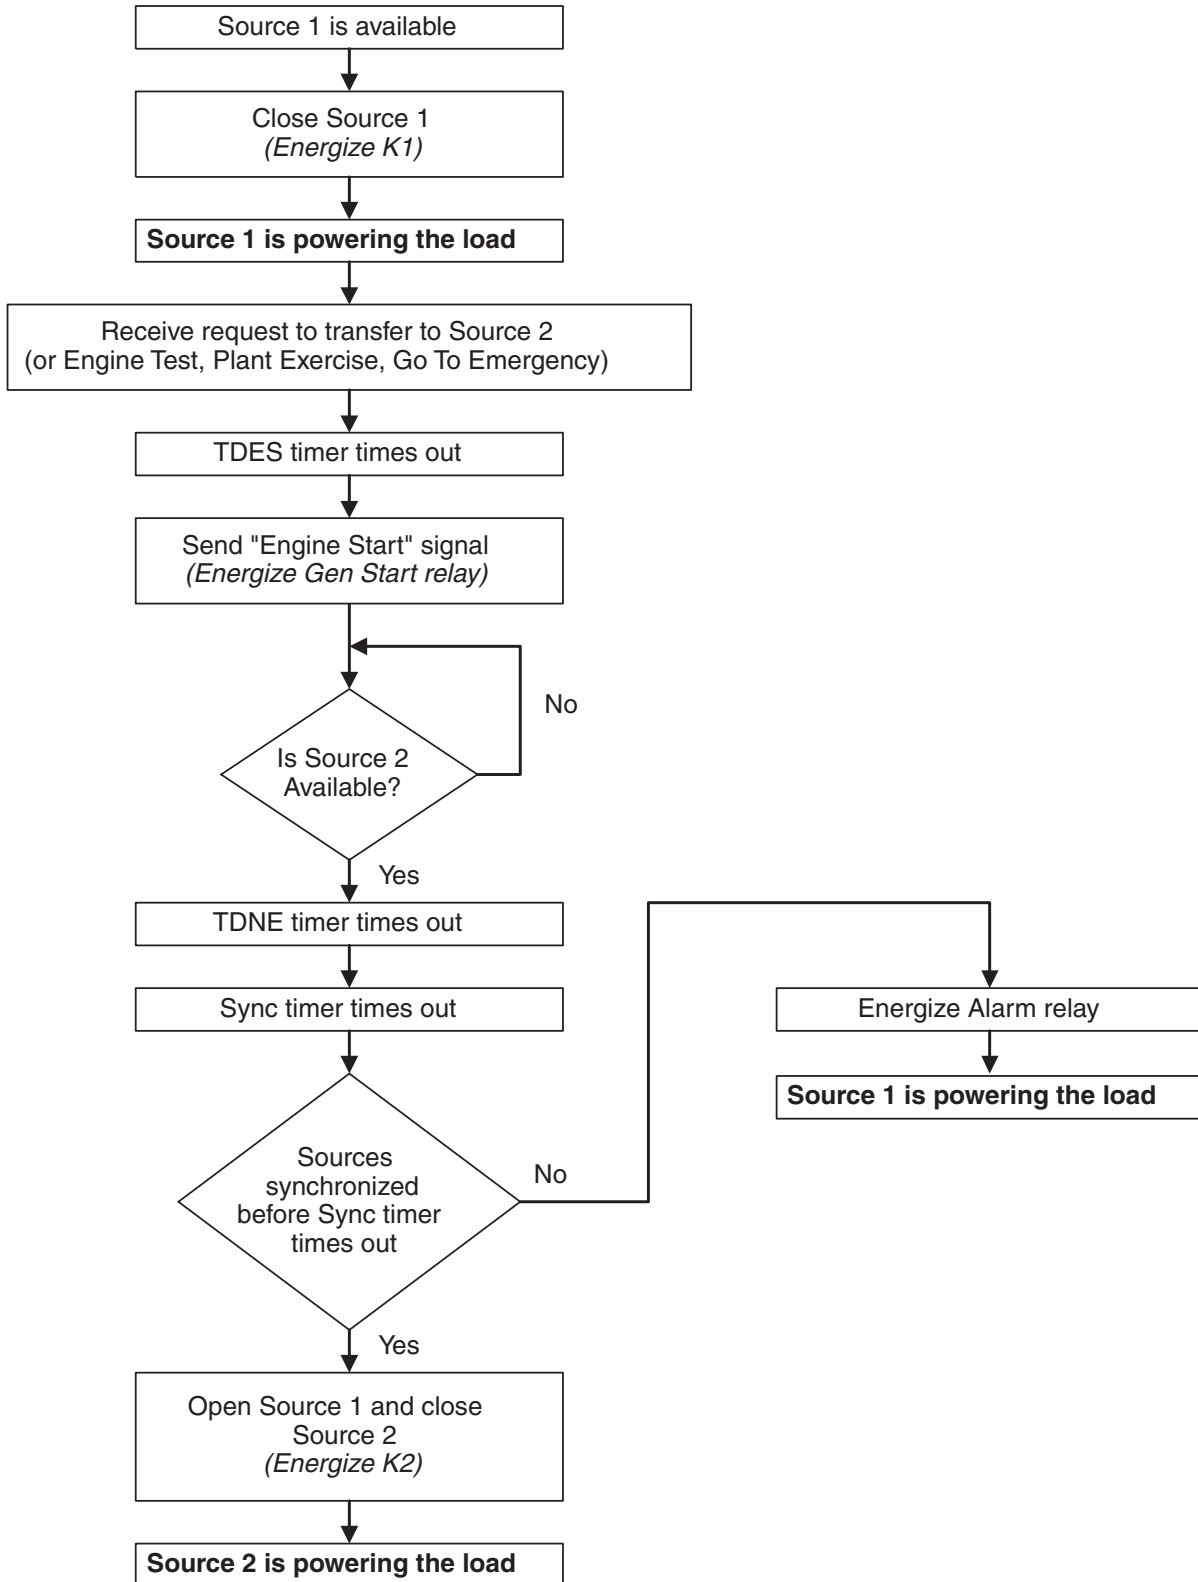 Source 1 is available
Close Source 1
(Energize K1)
Source 1 is powering the load
Receive request to transfer to Source 2
(or Engine Test, Plant Exercise, Go To Emergency)
TDES timer times out
Send "Engine Start" signal
(Energize Gen Start relay)
No
Is Source 2
Available?
Yes
TDNE timer times out
Sync timer times out
Energize Alarm relay
Source 1 is powering the load
Sources
synchronized
before Sync timer
times out
No
Yes
Open Source 1 and close
Source 2
(Energize K2)
Source 2 is powering the load